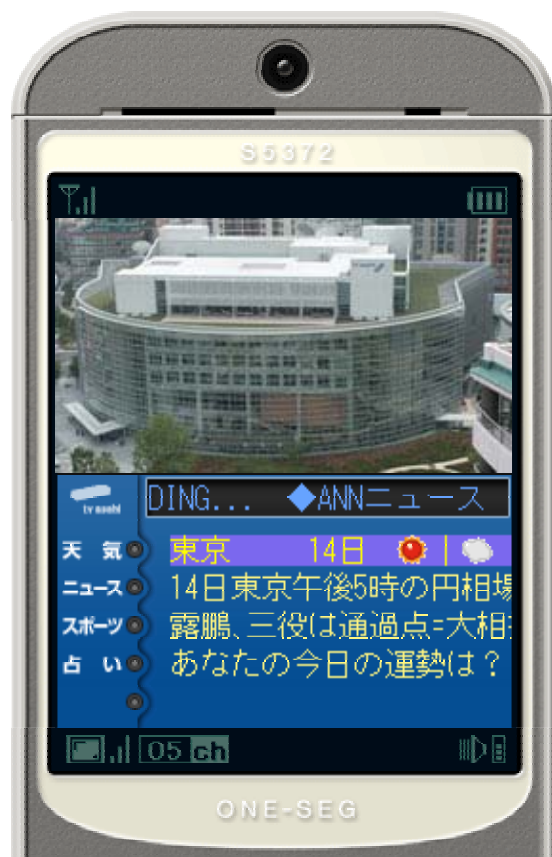 S5372
tv asahi
DING... ◆ANNニュース
天 気 東京 14日
ニュース 14日東京午後5時の円相場
スポーツ 露鵬、三役は通過点=大相
占 い あなたの今日の運勢は?
05 ch
ONE-SEG